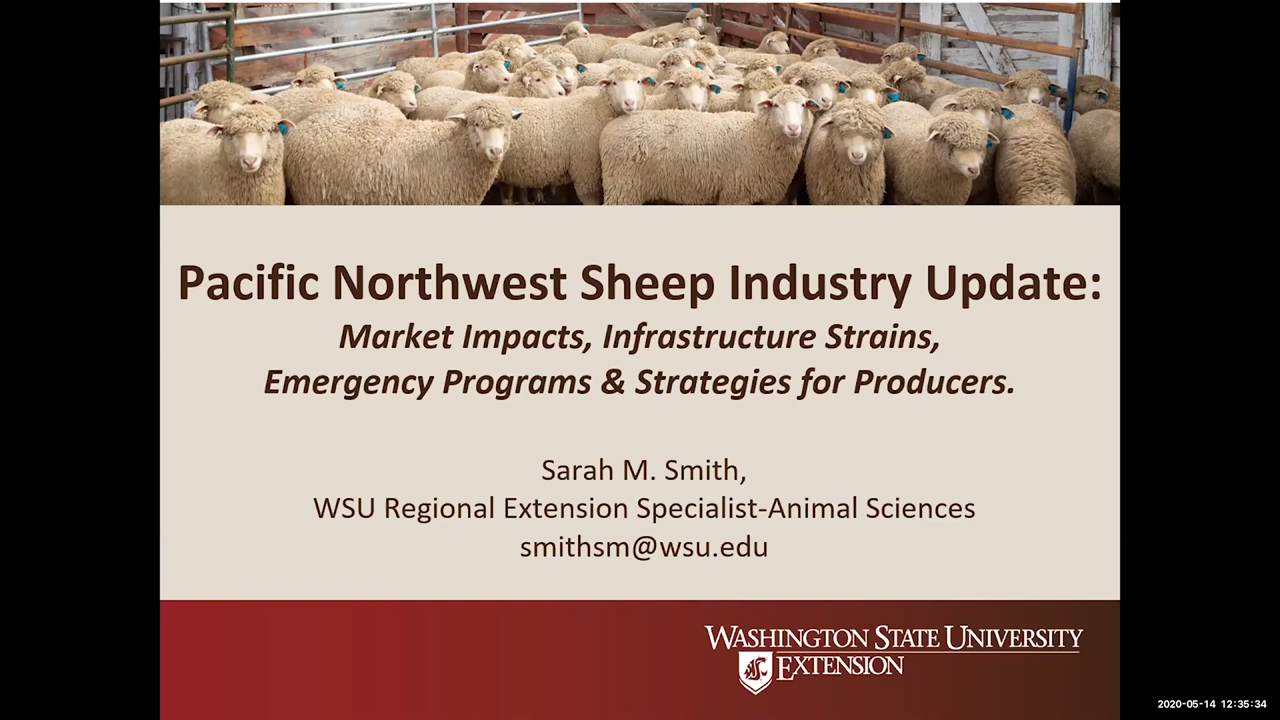 Pacific Northwest Sheep Industry Update:
Market Impacts, Infrastructure Strains,
Emergency Programs & Strategies for Producers.
Sarah M. Smith,
WSU Regional Extension Specialist-Animal Sciences
smithsm@wsu.edu
WASHINGTON STATE UNIVERSITY
EXTENSION
2020-05-14 12:35:34